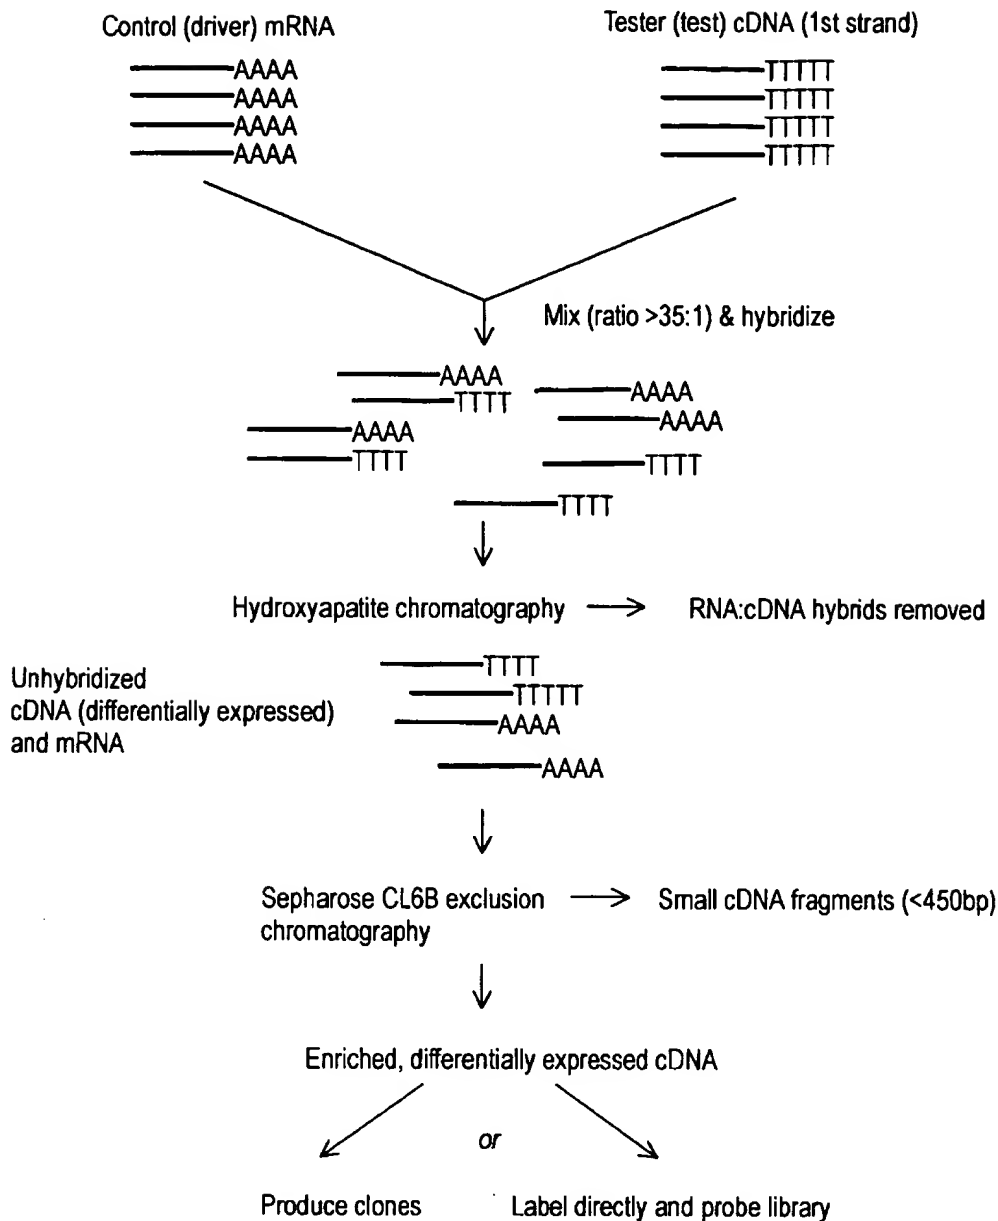 Control (driver) mRNA
Tester (test) cDNA (1st strand)
AAAA
AAAA
AAAA
AAAA
TTTTT
TTTTT
TTTTT
TTTTT
Mix (ratio >35:1) & hybridize
AAAA
TTTT
AAAA
AAAA
AAAA
TTTT
TTTT
TTTT
Hydroxyapatite chromatography
RNA:cDNA hybrids removed
Unhybridized
cDNA (differentially expressed)
and mRNA
TTTT
TTTTT
AAAA
AAAA
Sepharose CL6B exclusion
chromatography
Small cDNA fragments (<450bp)
Enriched, differentially expressed cDNA
or
Produce clones
Label directly and probe library